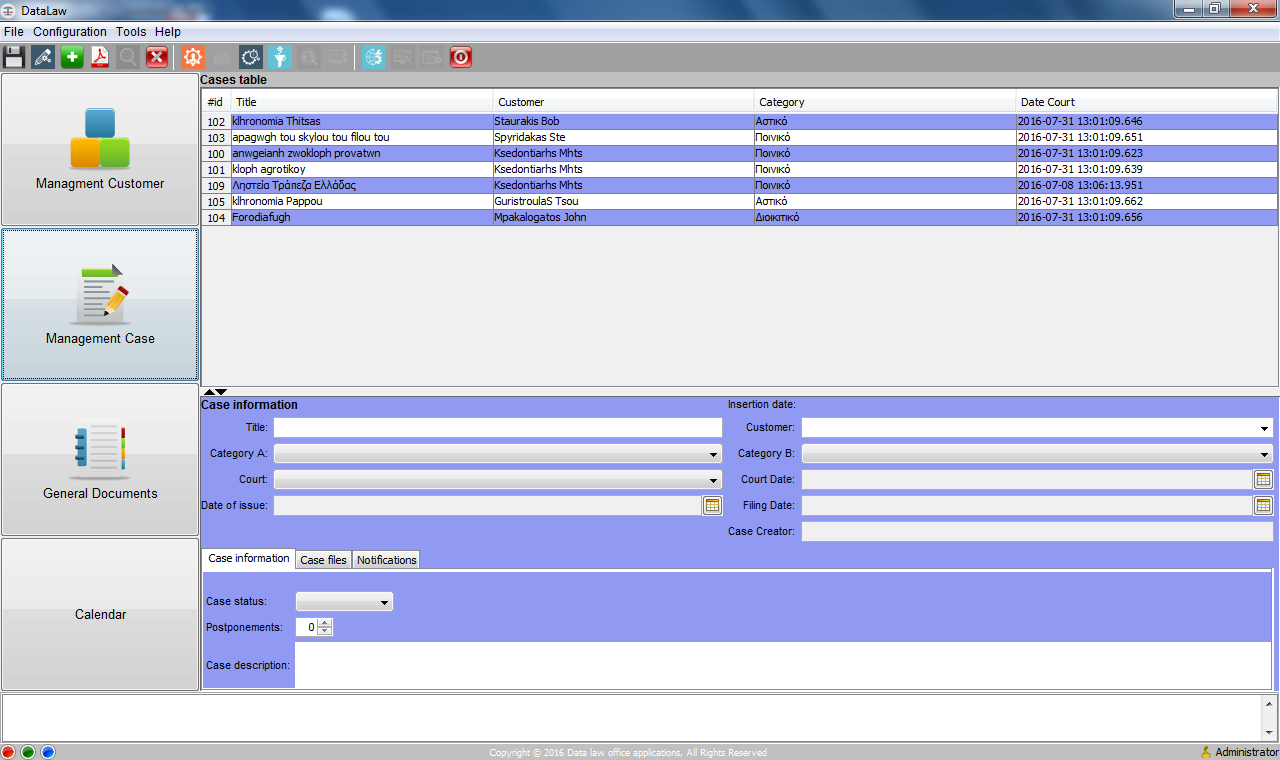 DataLaw
File Configuration Tools Help
Cases table
#id Title Customer Category Date Court
102 klhronomia Thitsas Staurakis Bob Αστικό 2016-07-31 13:01:09.646
103 apagwgh tou skylou tou filou tou Spyridakas Ste Ποινικό 2016-07-31 13:01:09.651
100 anwgeianh zwokloph provatwn Ksedontiarhs Mhts Ποινικό 2016-07-31 13:01:09.623
101 kloph agrotikoy Ksedontiarhs Mhts Ποινικό 2016-07-31 13:01:09.639
109 Ληστεία Τράπεζα Ελλάδας Ksedontiarhs Mhts Ποινικό 2016-07-08 13:06:13.951
105 klhronomia Pappou GuristroulaS Tsou Αστικό 2016-07-31 13:01:09.662
104 Forodiafugh Mpakalogatos John Διοικιτικό 2016-07-31 13:01:09.656
Managment Customer
Management Case
General Documents
Calendar
Case information Insertion date:
Title: Customer:
Category A: Category B:
Court: Court Date:
Date of issue: Filing Date:
Case Creator:
Case information Case files Notifications
Case status:
Postponements: 0
Case description:
Copyright © 2016 Data law office applications, All Rights Reserved
Administrator